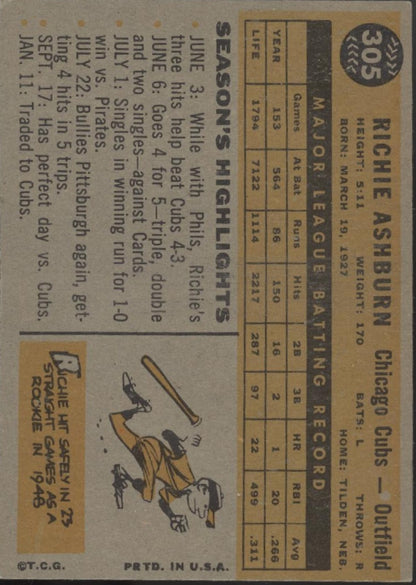 305
RICHIE ASHBURN Chicago Cubs — Outfield
HEIGHT: 5-11 WEIGHT: 170 BATS: L THROWS: R
BORN: MARCH 19, 1927 HOME: TILDEN, NEB.
MAJOR LEAGUE BATTING RECORD
Games At Bat Runs Hits 2B 3B HR RBI Avg
YEAR 153 564 86 150 16 2 1 20 .266
LIFE 1794 7122 1114 2217 287 97 22 499 .311
SEASON'S HIGHLIGHTS
• JUNE 3: While with Phils, Richie's
three hits help beat Cubs 4-3.
• JUNE 6: Goes 4 for 5—triple, double
and two singles—against Cards.
• JULY 1: Singles in winning run for 1-0
win vs. Pirates.
• JULY 22: Bullies Pittsburgh again, get-
ting 4 hits in 5 trips.
• SEPT. 17: Has perfect day vs. Cubs.
• JAN. 11: Traded to Cubs.
RICHIE HIT SAFELY IN 23
STRAIGHT GAMES AS A
ROOKIE IN 1948
© T.C.G. PRTD. IN U.S.A.